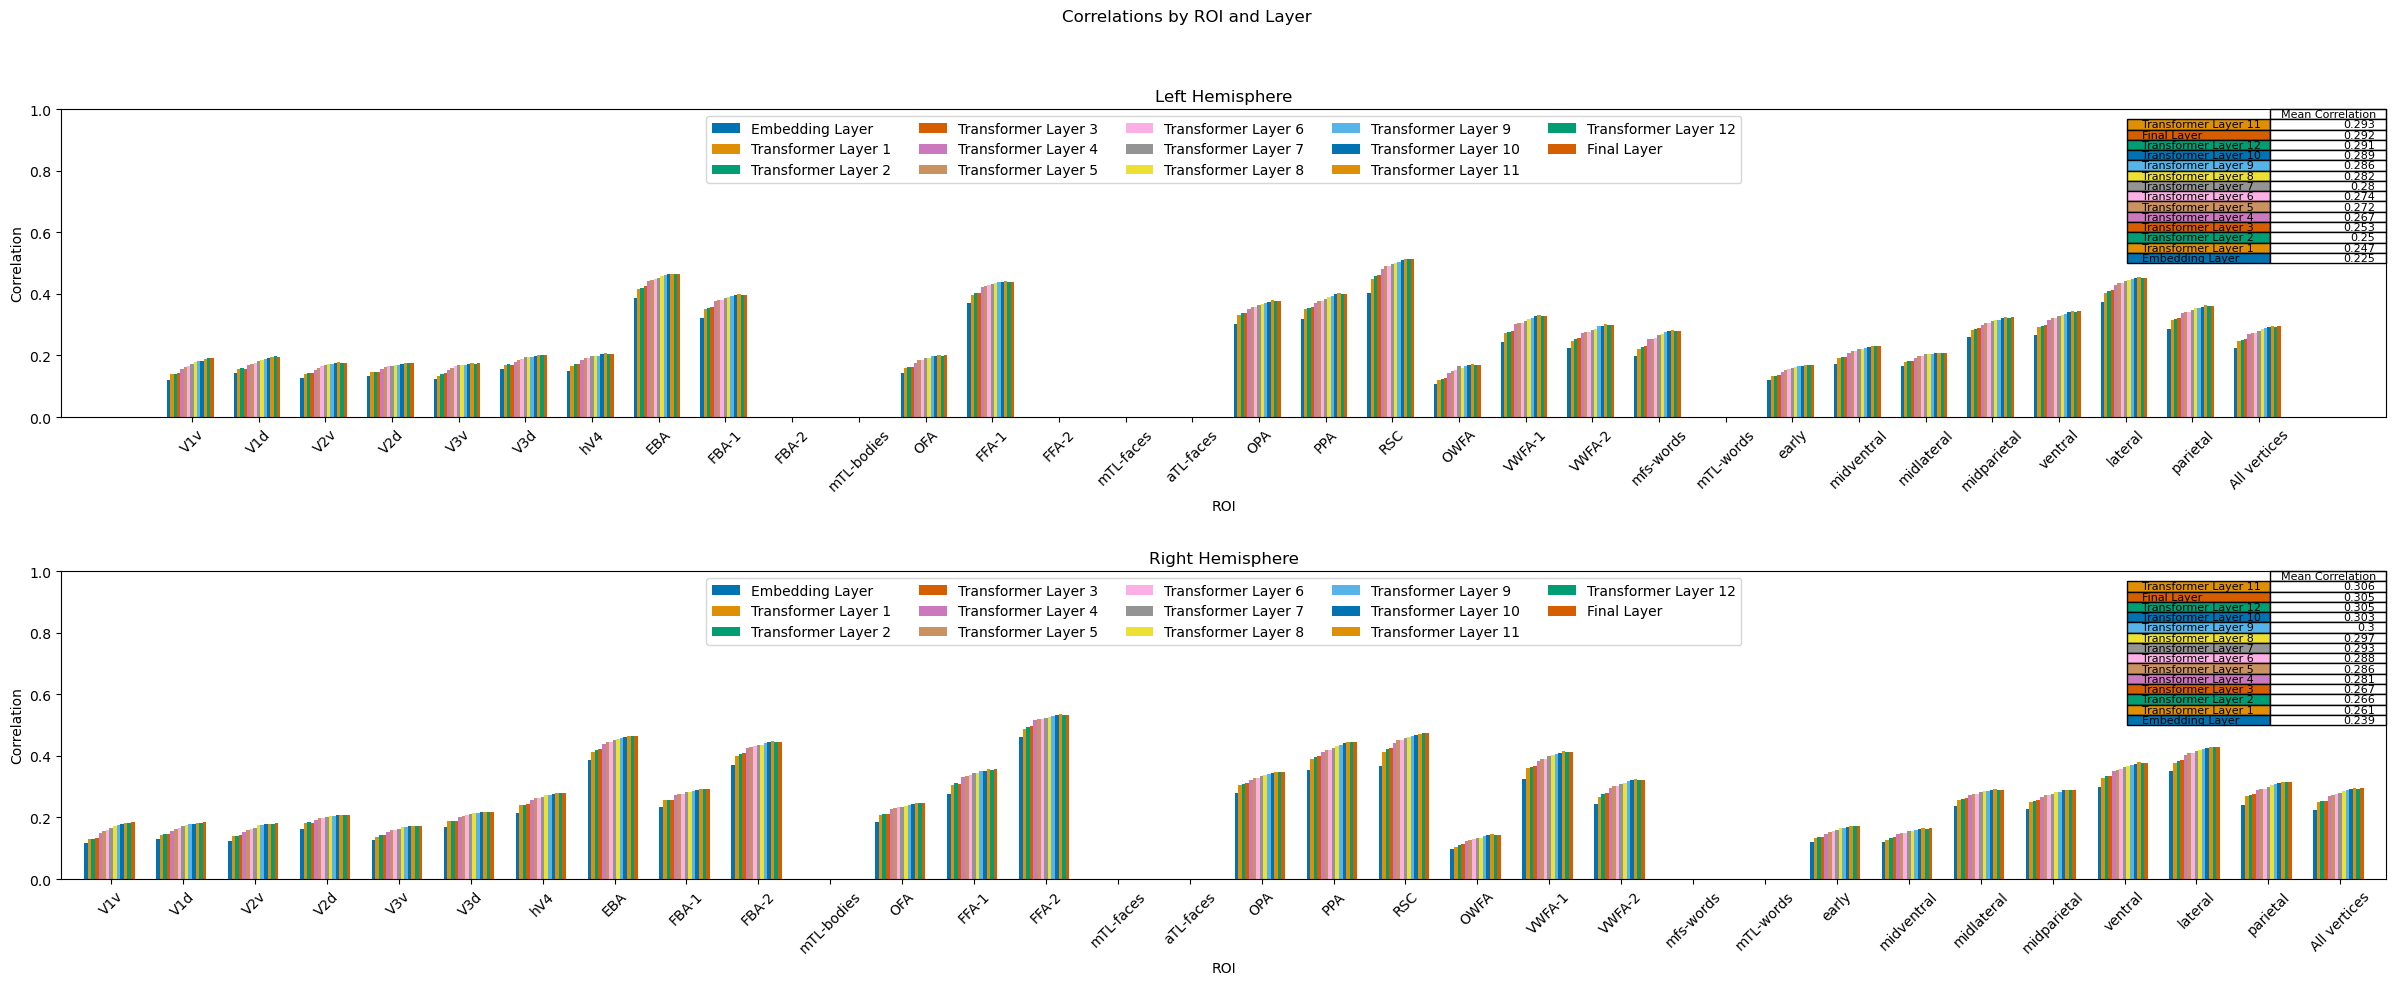 Correlations by ROI and Layer
Left Hemisphere
Correlation
1.0
0.8
0.6
0.4
0.2
0.0
Embedding Layer Transformer Layer 3 Transformer Layer 6 Transformer Layer 9 Transformer Layer 12
Transformer Layer 1 Transformer Layer 4 Transformer Layer 7 Transformer Layer 10 Final Layer
Transformer Layer 2 Transformer Layer 5 Transformer Layer 8 Transformer Layer 11
Mean Correlation
Transformer Layer 11 0.293
Final Layer 0.292
Transformer Layer 12 0.291
Transformer Layer 10 0.289
Transformer Layer 9 0.286
Transformer Layer 8 0.282
Transformer Layer 7 0.28
Transformer Layer 6 0.274
Transformer Layer 5 0.272
Transformer Layer 4 0.267
Transformer Layer 3 0.253
Transformer Layer 2 0.25
Transformer Layer 1 0.247
Embedding Layer 0.225
V1v V1d V2v V2d V3v V3d hV4 EBA FBA-1 FBA-2 mTL-bodies OFA FFA-1 FFA-2 mTL-faces aTL-faces OPA PPA RSC OWFA VWFA-1 VWFA-2 mfs-words mTL-words early midventral midlateral midparietal ventral lateral parietal All vertices
ROI
Right Hemisphere
Correlation
1.0
0.8
0.6
0.4
0.2
0.0
Embedding Layer Transformer Layer 3 Transformer Layer 6 Transformer Layer 9 Transformer Layer 12
Transformer Layer 1 Transformer Layer 4 Transformer Layer 7 Transformer Layer 10 Final Layer
Transformer Layer 2 Transformer Layer 5 Transformer Layer 8 Transformer Layer 11
Mean Correlation
Transformer Layer 11 0.306
Final Layer 0.305
Transformer Layer 12 0.305
Transformer Layer 10 0.303
Transformer Layer 9 0.3
Transformer Layer 8 0.297
Transformer Layer 7 0.293
Transformer Layer 6 0.288
Transformer Layer 5 0.286
Transformer Layer 4 0.281
Transformer Layer 3 0.267
Transformer Layer 2 0.266
Transformer Layer 1 0.261
Embedding Layer 0.239
V1v V1d V2v V2d V3v V3d hV4 EBA FBA-1 FBA-2 mTL-bodies OFA FFA-1 FFA-2 mTL-faces aTL-faces OPA PPA RSC OWFA VWFA-1 VWFA-2 mfs-words mTL-words early midventral midlateral midparietal ventral lateral parietal All vertices
ROI